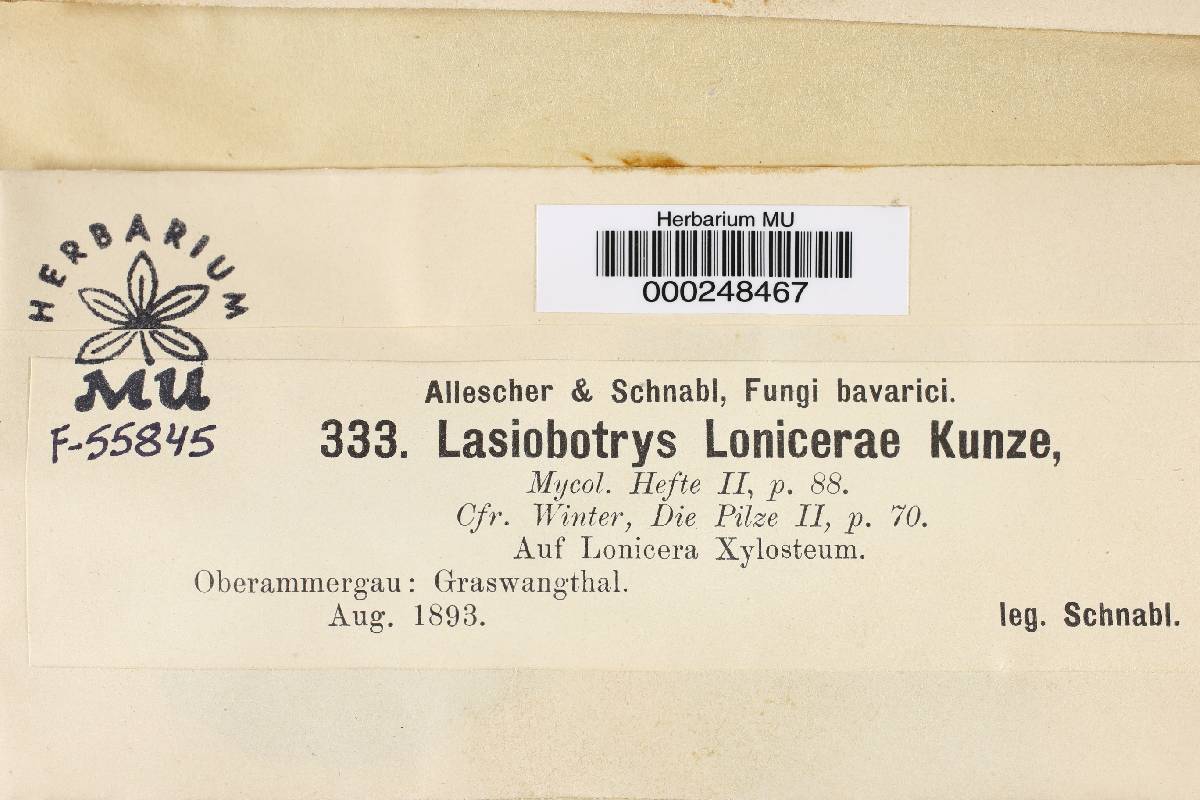 Herbarium MU
000248467
HERBARIUM
MU
F-55845
Allescher & Schnabl, Fungi bavarici.
333. Lasiobotrys Lonicerae Kunze,
Mycol. Hefte II, p. 88.
Cfr. Winter, Die Pilze II, p. 70.
Auf Lonicera Xylosteum.
Oberammergau: Graswangthal.
Aug. 1893.
leg. Schnabl.